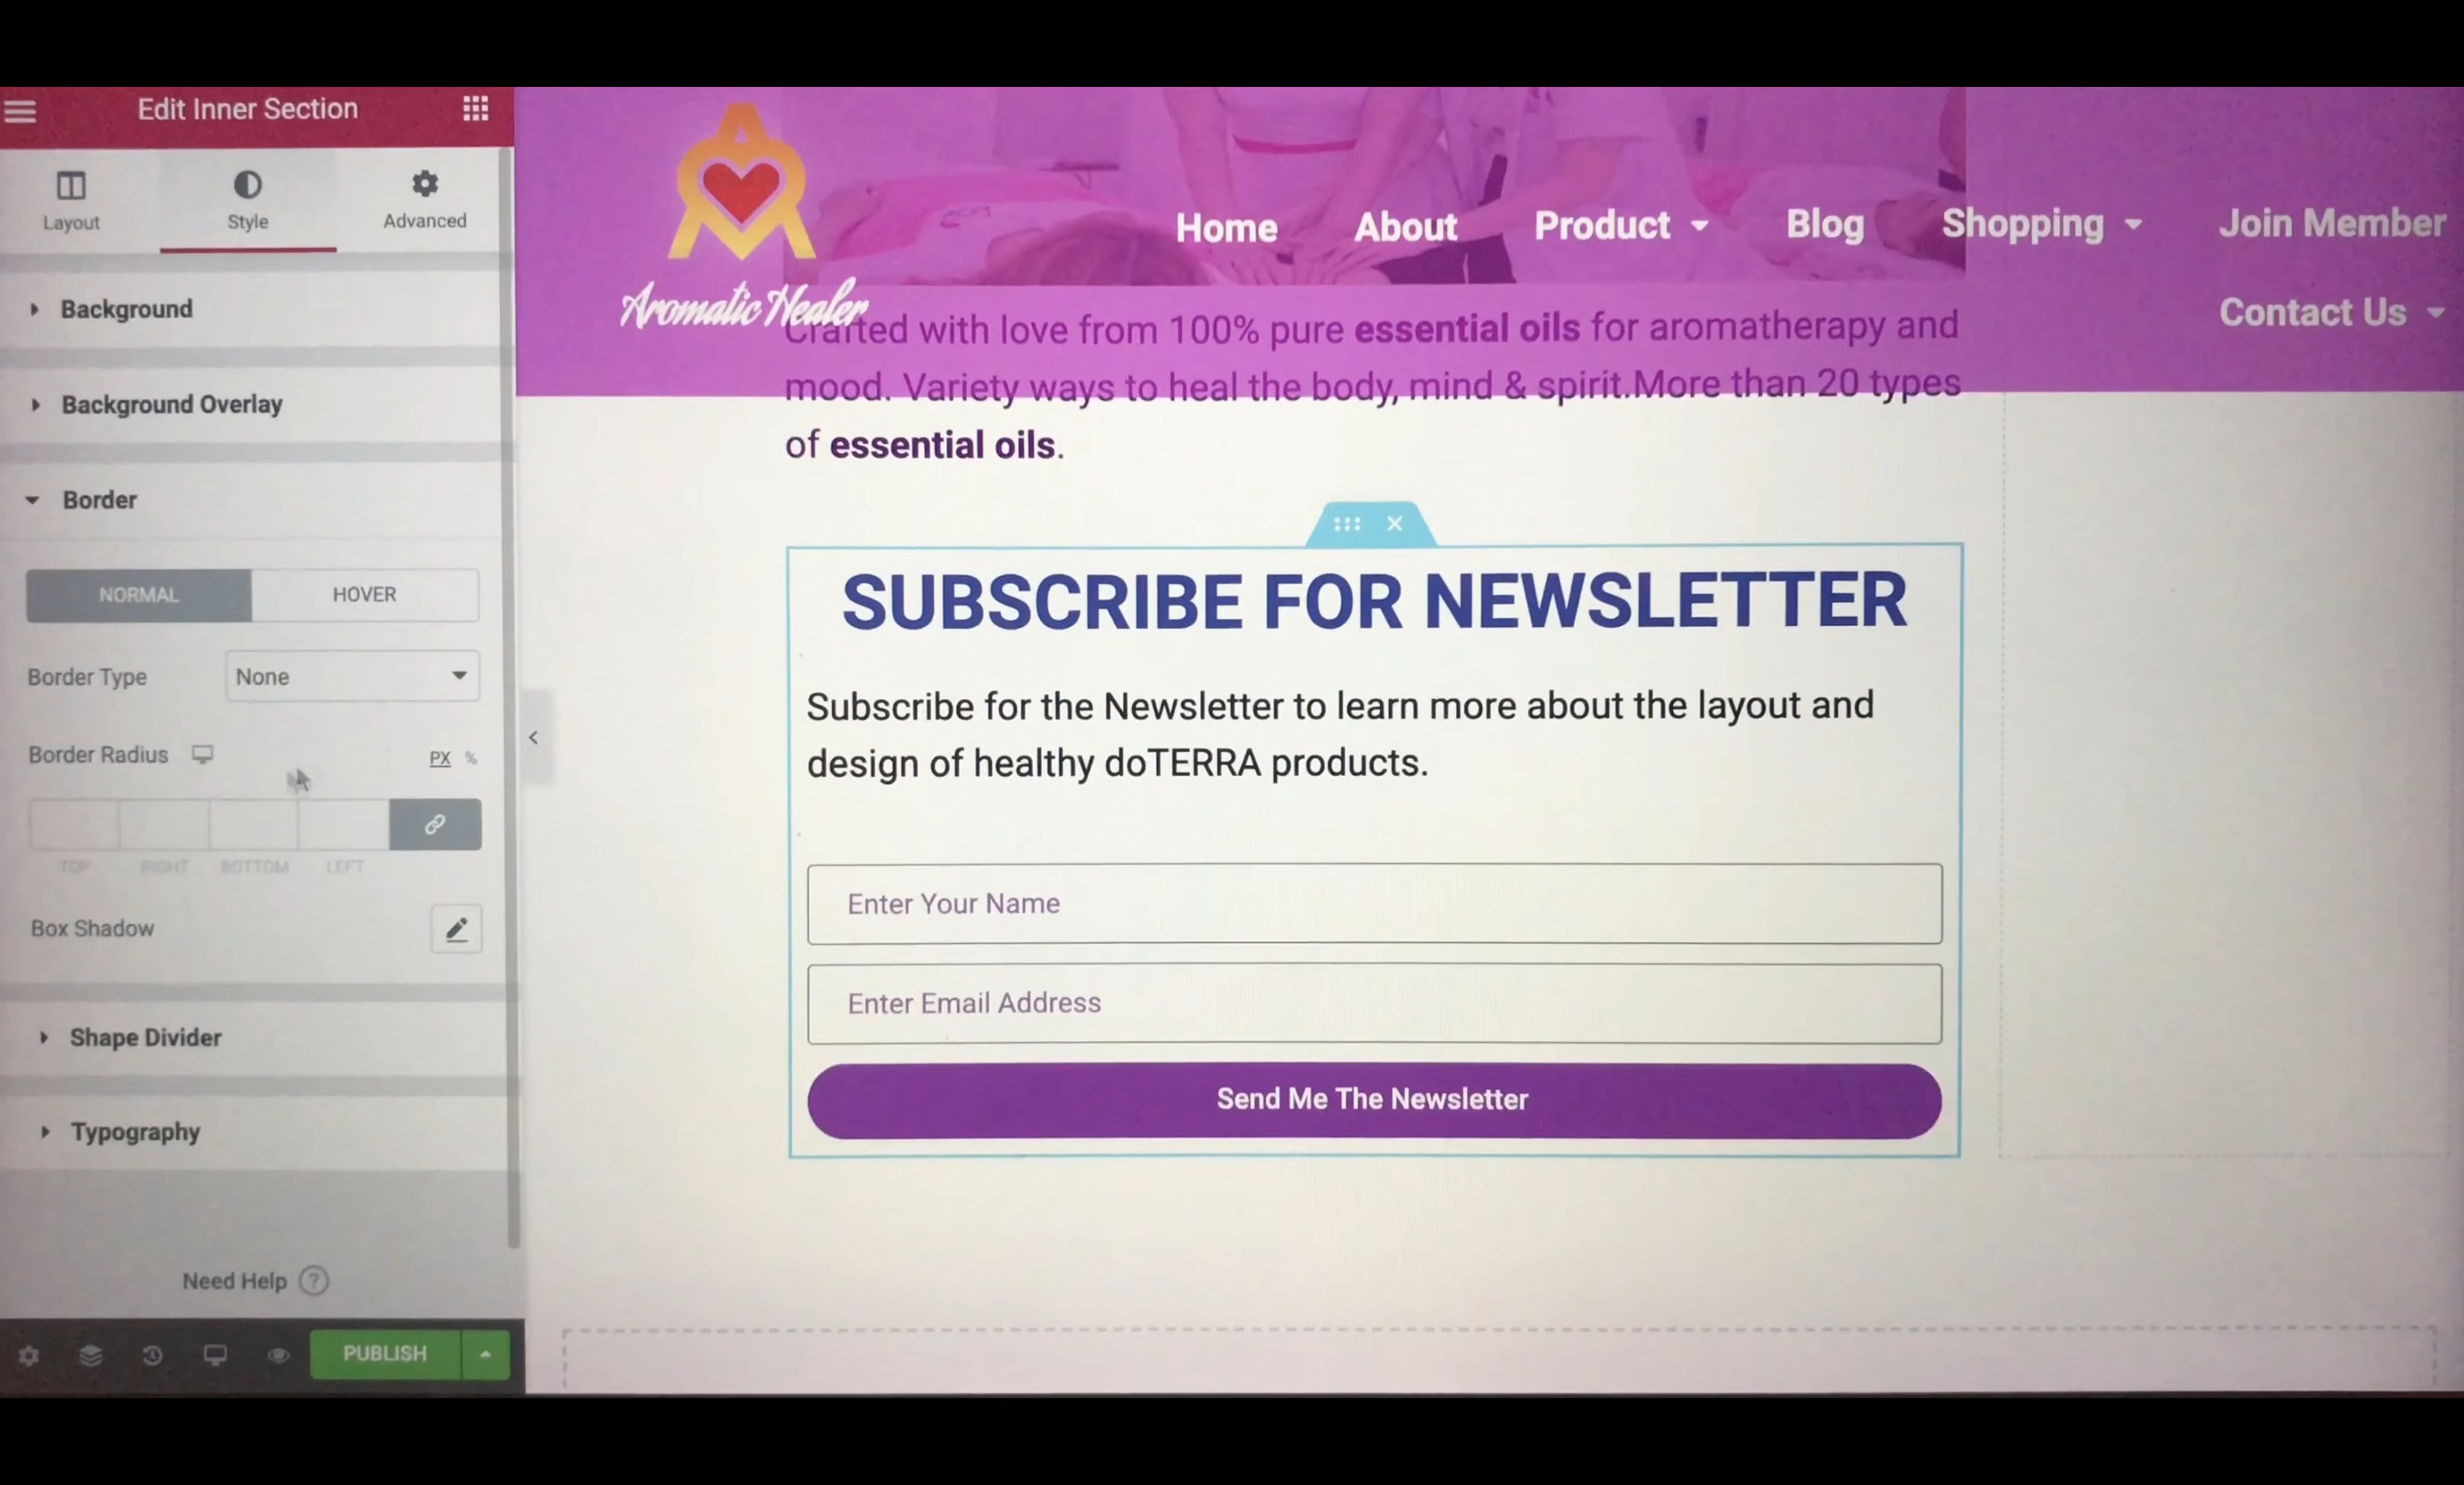 Edit Inner Section
Layout
Style
Advanced
Background
Background Overlay
Border
NORMAL
HOVER
Border Type
None
Border Radius
PX %
TOP RIGHT BOTTOM LEFT
Box Shadow
Shape Divider
Typography
Need Help ?
PUBLISH
Aromatic Healer
Home About Product Blog Shopping Join Member
Contact Us
Crafted with love from 100% pure essential oils for aromatherapy and
mood. Variety ways to heal the body, mind & spirit.More than 20 types
of essential oils.
SUBSCRIBE FOR NEWSLETTER
Subscribe for the Newsletter to learn more about the layout and
design of healthy doTERRA products.
Enter Your Name
Enter Email Address
Send Me The Newsletter